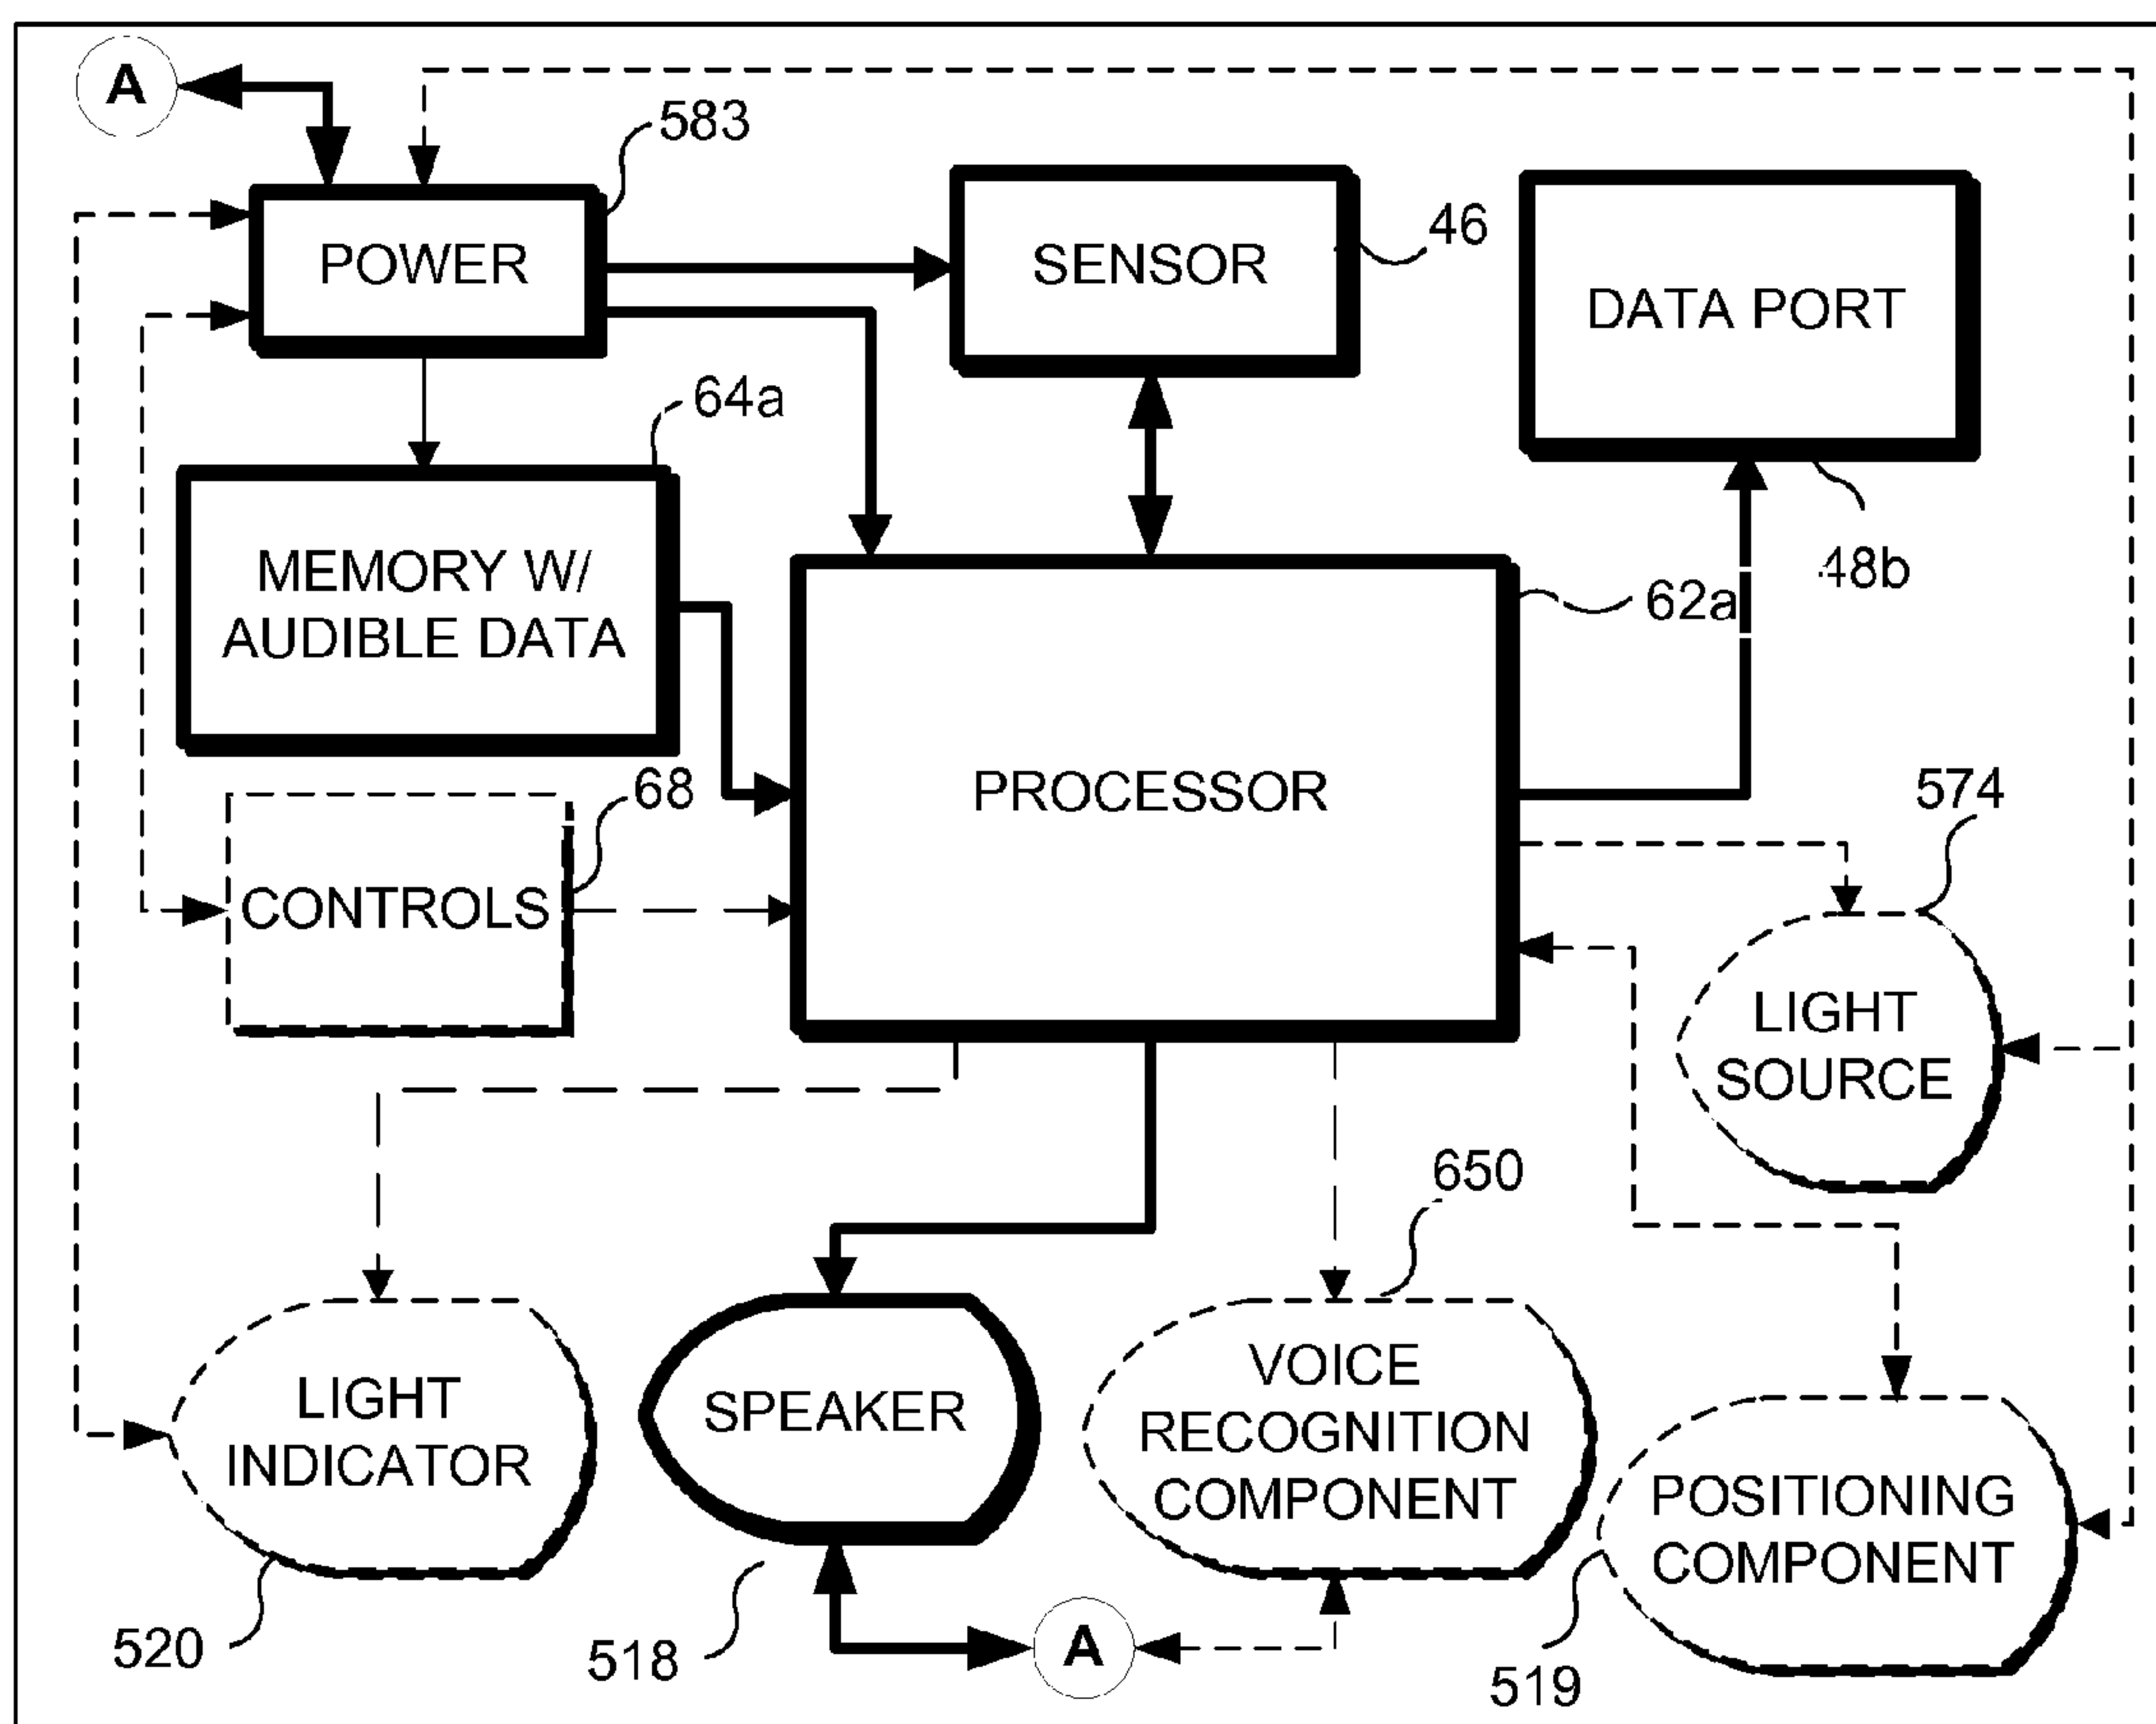 A
583
POWER
SENSOR
46
DATA PORT
64a
MEMORY W/
AUDIBLE DATA
48b
62a
PROCESSOR
68
CONTROLS
574
LIGHT
SOURCE
650
LIGHT
INDICATOR
SPEAKER
VOICE
RECOGNITION
COMPONENT
POSITIONING
COMPONENT
520
518
A
519